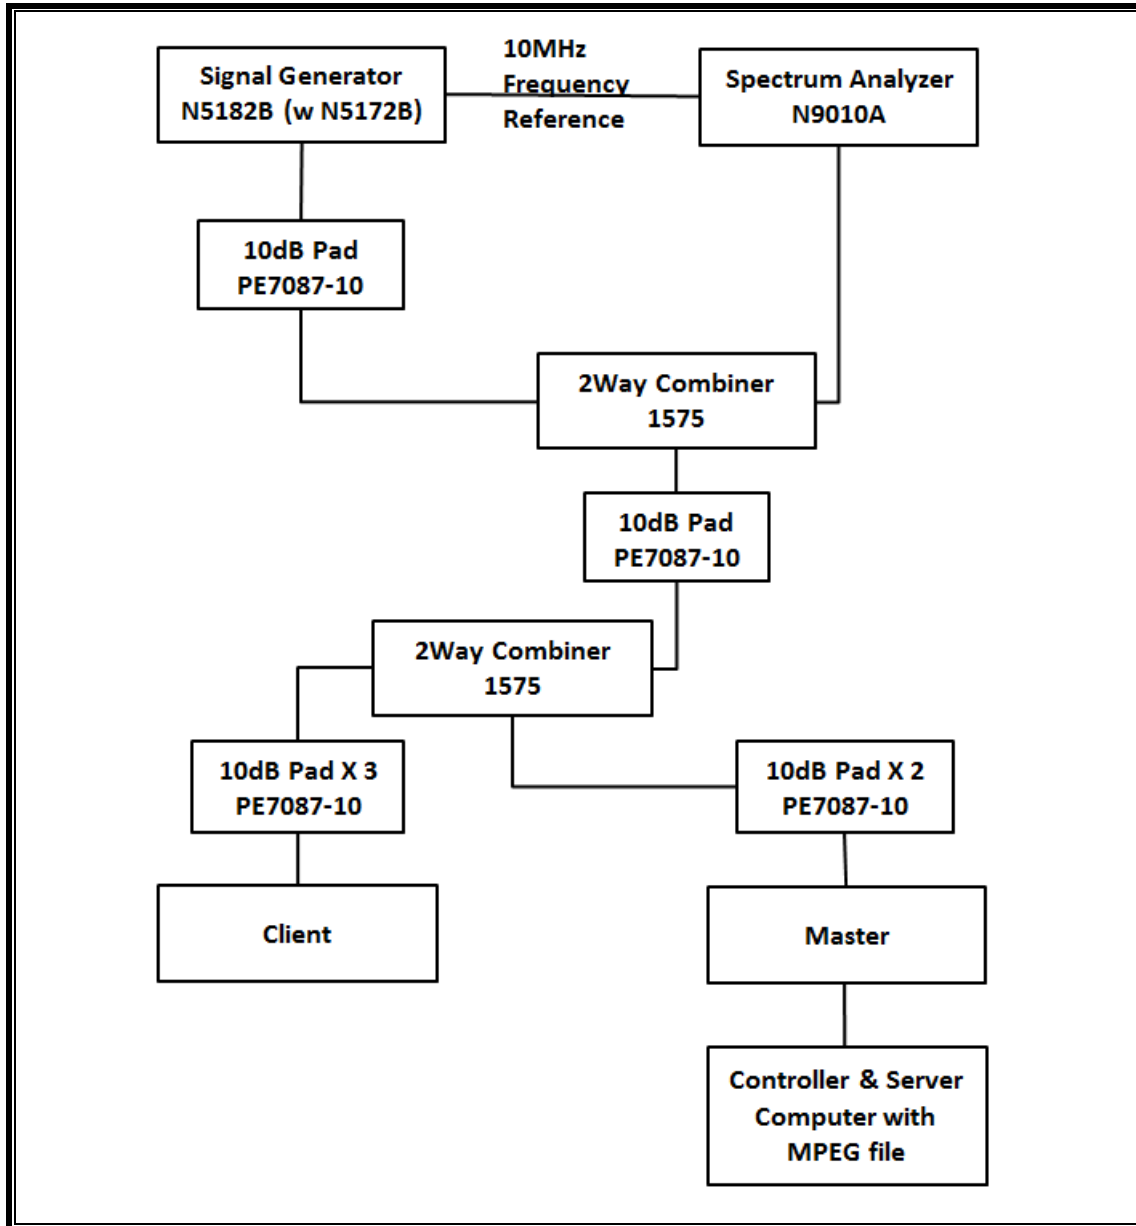 Signal Generator
N5182B (w N5172B)
10MHz
Frequency
Reference
Spectrum Analyzer
N9010A
10dB Pad
PE7087-10
2Way Combiner
1575
10dB Pad
PE7087-10
2Way Combiner
1575
10dB Pad X 3
PE7087-10
10dB Pad X 2
PE7087-10
Client
Master
Controller & Server
Computer with
MPEG file